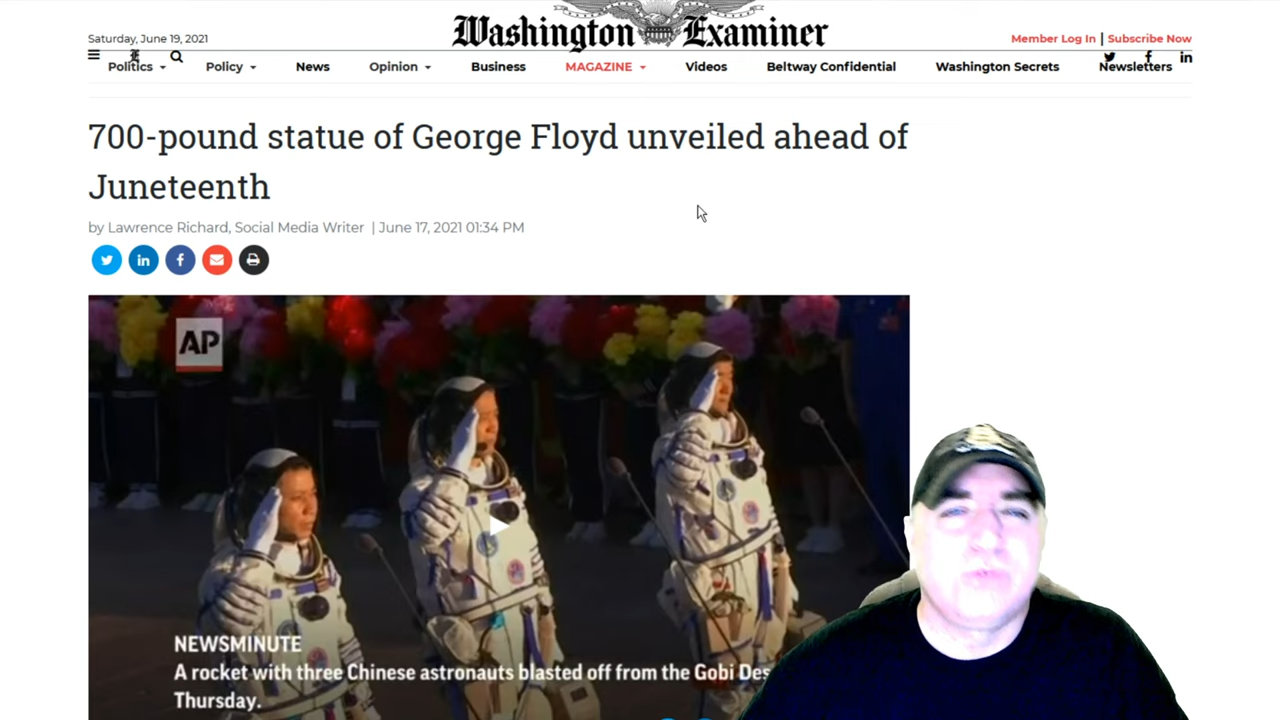 Washington Examiner
Saturday, June 19, 2021
Member Log In | Subscribe Now
Politics Policy News Opinion Business MAGAZINE Videos Beltway Confidential Washington Secrets Newsletters
700-pound statue of George Floyd unveiled ahead of
Juneteenth
by Lawrence Richard, Social Media Writer | June 17, 2021 01:34 PM
AP
NEWSMINUTE
A rocket with three Chinese astronauts blasted off from the Gobi Des
Thursday.